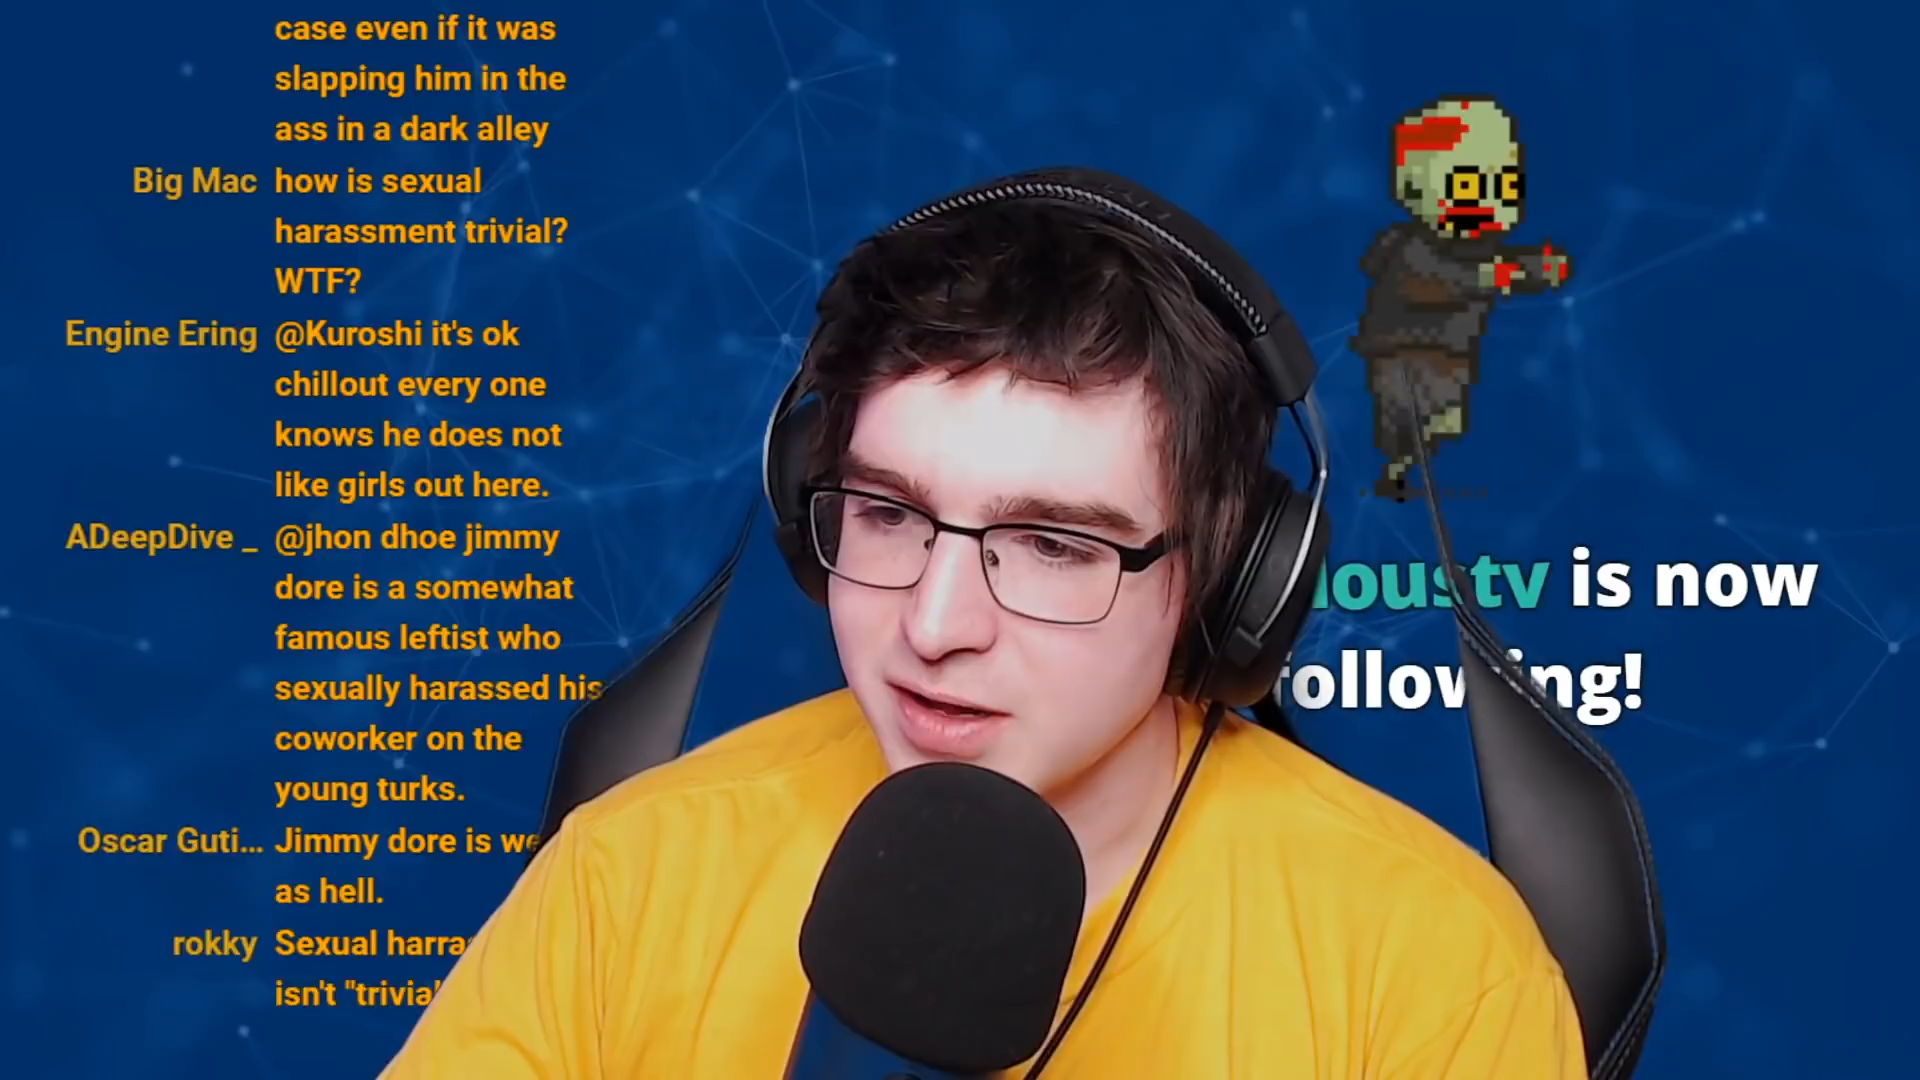 case even if it was
slapping him in the
ass in a dark alley
Big Mac how is sexual
harassment trivial?
WTF?
Engine Ering @Kuroshi it's ok
chillout every one
knows he does not
like girls out here.
ADeepDive _ @jhon dhoe jimmy
dore is a somewhat
famous leftist who
sexually harassed his
coworker on the
young turks.
Oscar Guti... Jimmy dore is
as hell.
rokky Sexual
isn't
is now
following!